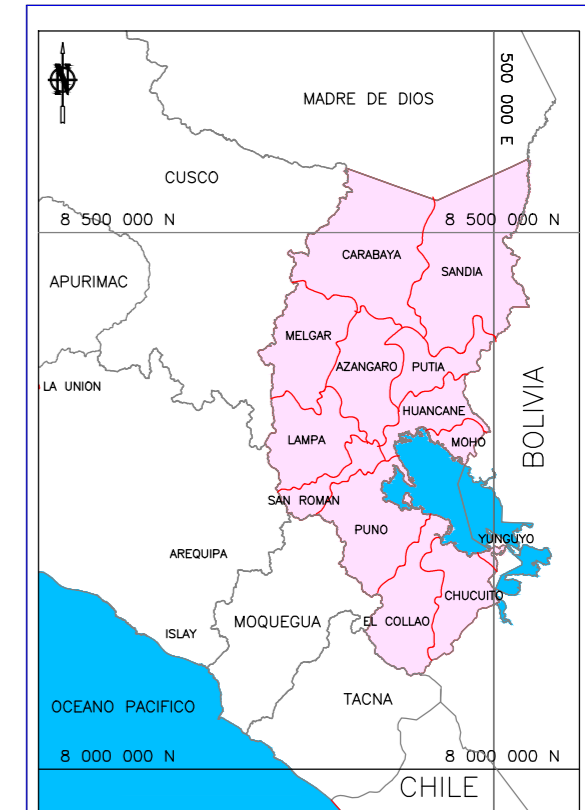 N
500 000 E
MADRE DE DIOS
CUSCO
8 500 000 N
8 500 000 N
CARABAYA
SANDIA
APURIMAC
MELGAR
AZANGARO
PUTIA
LA UNION
BOLIVIA
HUANCANE
LAMPA
MOHO
SAN ROMAN
PUNO
YUNGUYO
AREQUIPA
CHUCUITO
MOQUEGUA
EL COLLAO
ISLAY
TACNA
OCEANO PACIFICO
8 000 000 N
8 000 000 N
CHILE